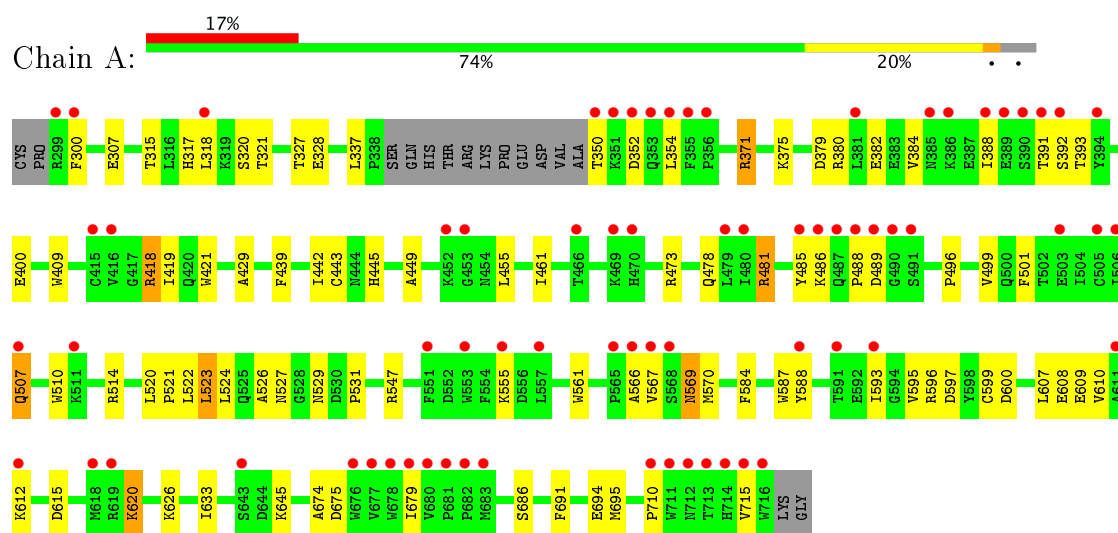 17%
Chain A:
74% 20% • •
CYS PRO R299 F300 E307 T315 L316 H317 L318 K319 S320 T321 T327 E328 L337 P338 SER GLN HIS THR ARG LYS PRO GLU ASP VAL ALA T350 K351 D352 Q353 L354 F355 P356 R371 K375 D379 R380 L381 E382 E383 V384 N385 K386 E387 I388 E389 S390 T391 S392 T393 Y394
E400 W409 C415 V416 G417 R418 I419 Q420 W421 A429 F439 I442 C443 N444 H445 A449 K452 G453 N454 L455 I461 T466 K469 H470 R473 Q478 L479 I480 R481 Y485 K486 Q487 P488 D489 G490 S491 P496 V499 Q500 F501 T502 E503 I504 C505 I506
Q507 W510 K511 R514 L520 P521 L522 L523 L524 Q525 A526 N527 G528 N529 D530 P531 R547 F551 D552 W553 F554 K555 D556 L557 W561 P565 A566 V567 S568 N569 M570 F584 W587 Y588 T591 E592 I593 G594 V595 R596 D597 Y598 C599 D600 L607 E608 E609 V610 A611
K612 D615 M618 R619 K620 K626 I633 S643 D644 K645 A674 D675 W676 V677 W678 I679 V680 P681 P682 M683 S686 F691 E694 M695 P710 W711 N712 T713 H714 V715 W716 LYS GLY